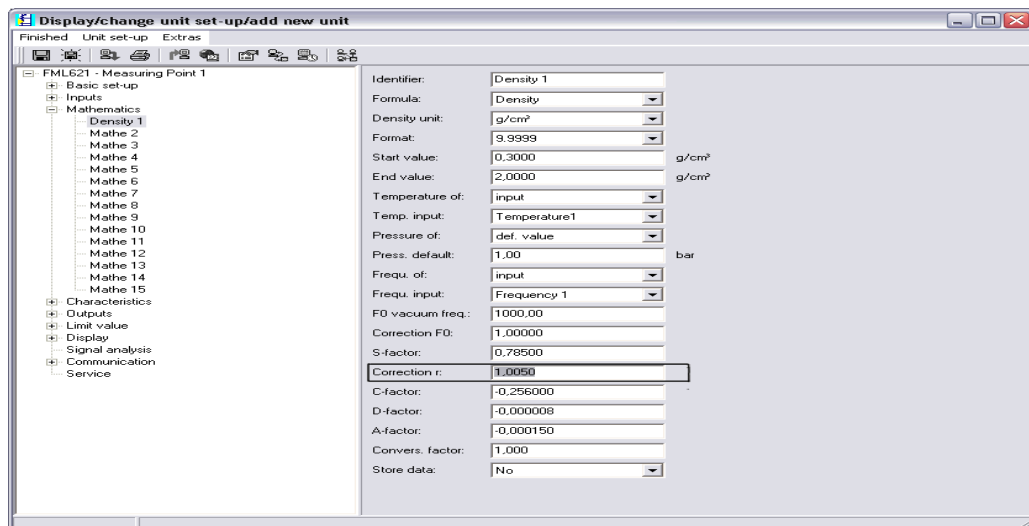 Display/change unit set-up/add new unit
Finished Unit set-up Extras
FML621 - Measuring Point 1
Basic set-up
Inputs
Mathematics
Density 1
Mathe 2
Mathe 3
Mathe 4
Mathe 5
Mathe 6
Mathe 7
Mathe 8
Mathe 9
Mathe 10
Mathe 11
Mathe 12
Mathe 13
Mathe 14
Mathe 15
Characteristics
Outputs
Limit value
Display
Signal analysis
Communication
Service
Identifier: Density 1
Formula: Density
Density unit: g/cm³
Format: 9.9999
Start value: 0,3000 g/cm³
End value: 2,0000 g/cm³
Temperature of: input
Temp. input: Temperature1
Pressure of: def. value
Press. default: 1,00 bar
Frequ. of: input
Frequ. input: Frequency 1
F0 vacuum freq.: 1000,00
Correction F0: 1,00000
S-factor: 0,78500
Correction r: 1,0050
C-factor: -0,256000
D-factor: -0,000008
A-factor: -0,000150
Convers. factor: 1,000
Store data: No